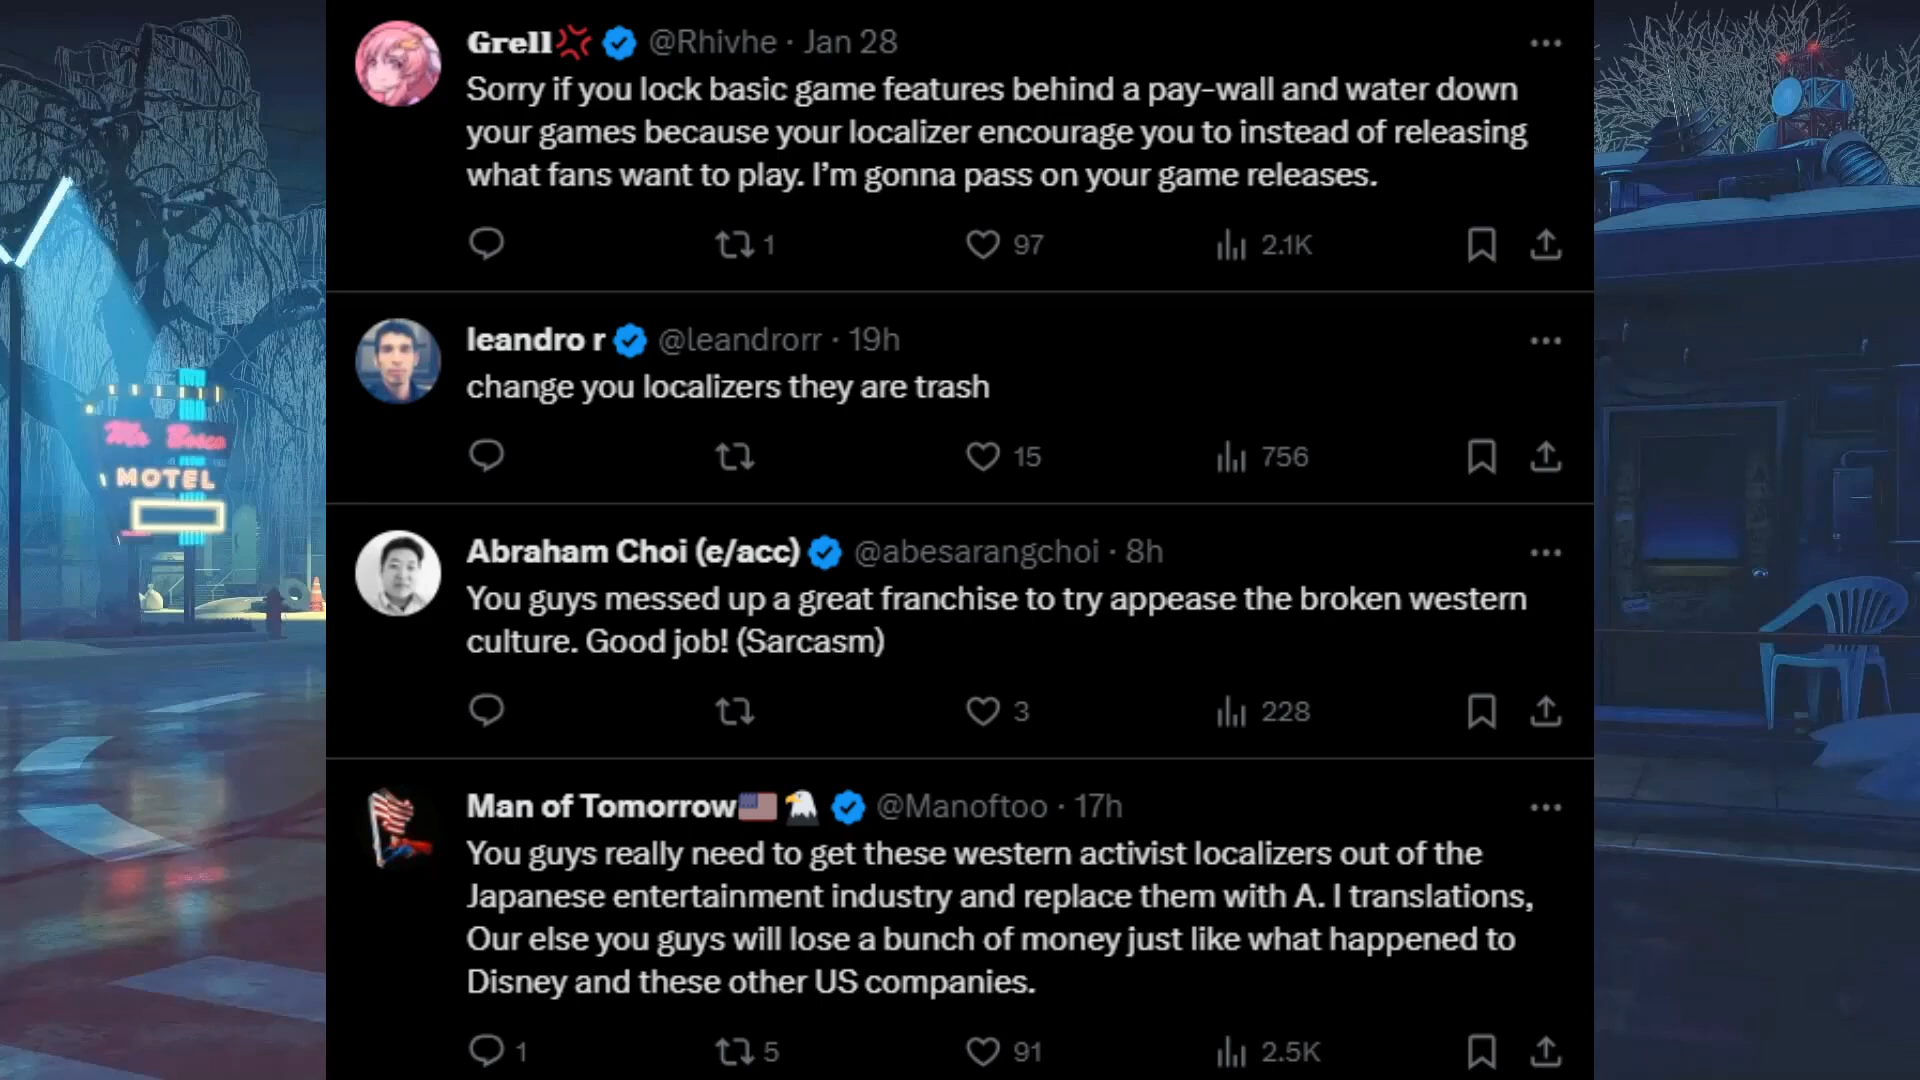 Grell @Rhivhe · Jan 28
Sorry if you lock basic game features behind a pay-wall and water down
your games because your localizer encourage you to instead of releasing
what fans want to play. I’m gonna pass on your game releases.
1 97 2.1K
leandro r @leandrorr · 19h
change you localizers they are trash
15 756
Abraham Choi (e/acc) @abesarangchoi · 8h
You guys messed up a great franchise to try appease the broken western
culture. Good job! (Sarcasm)
3 228
Man of Tomorrow @Manoftoo · 17h
You guys really need to get these western activist localizers out of the
Japanese entertainment industry and replace them with A. I translations,
Our else you guys will lose a bunch of money just like what happened to
Disney and these other US companies.
1 5 91 2.5K
Mo Bosco
MOTEL